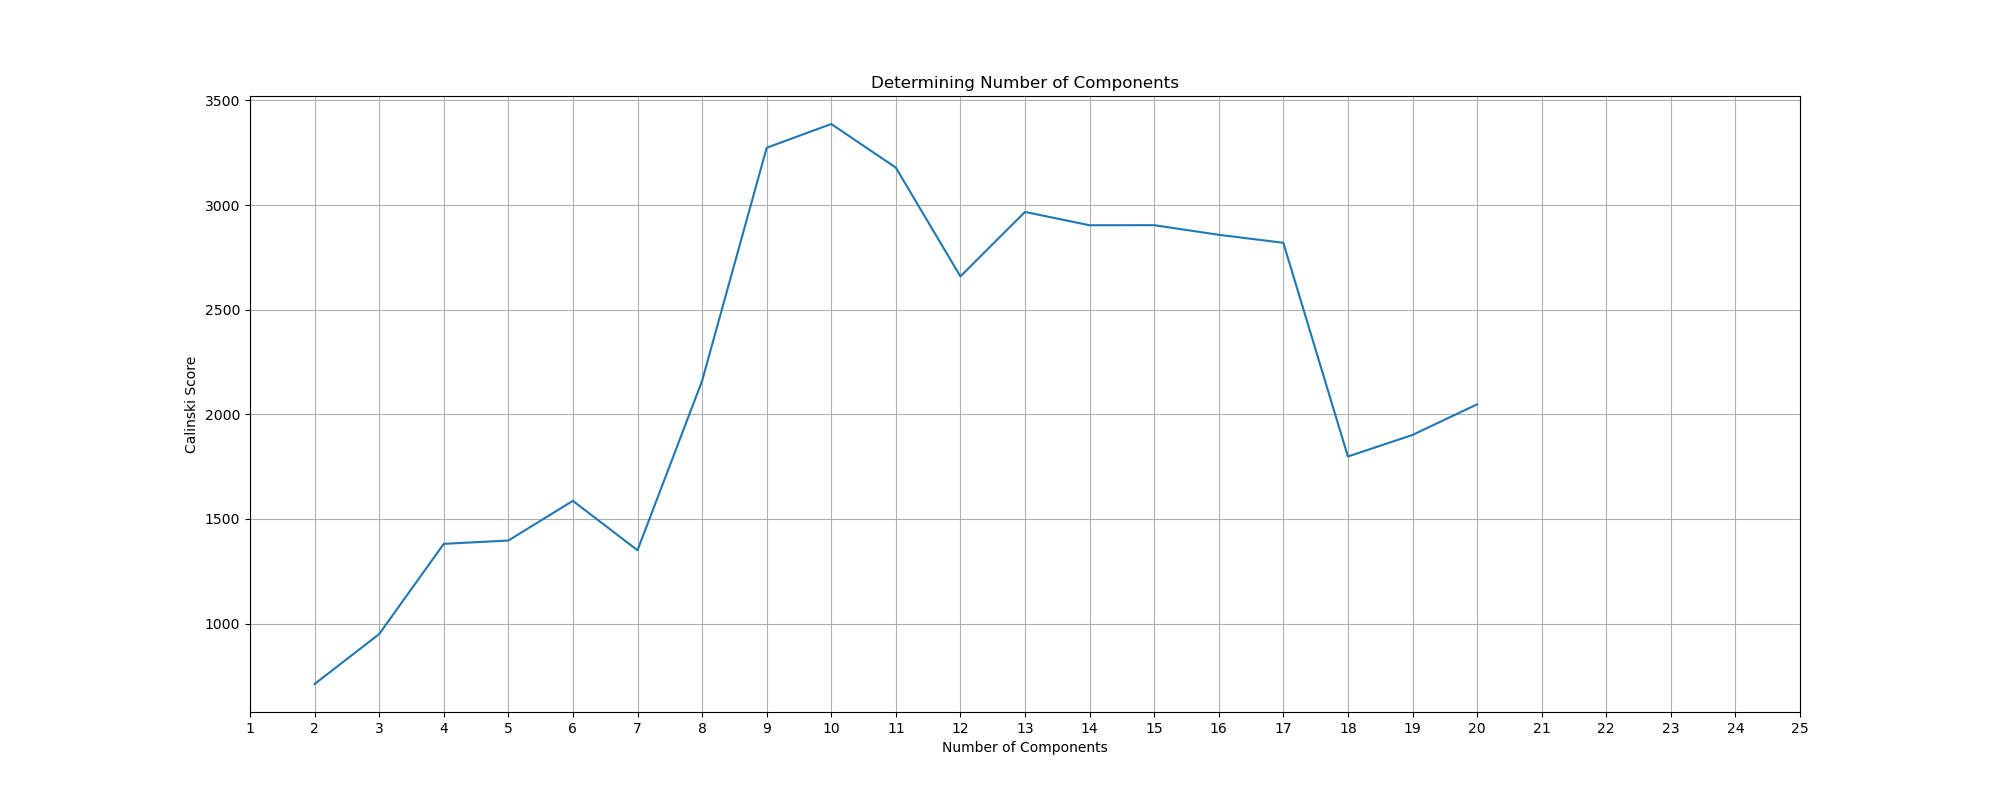 Determining Number of Components
3500
3000
2500
2000
1500
1000
Calinski Score
1 2 3 4 5 6 7 8 9 10 11 12 13 14 15 16 17 18 19 20 21 22 23 24 25
Number of Components